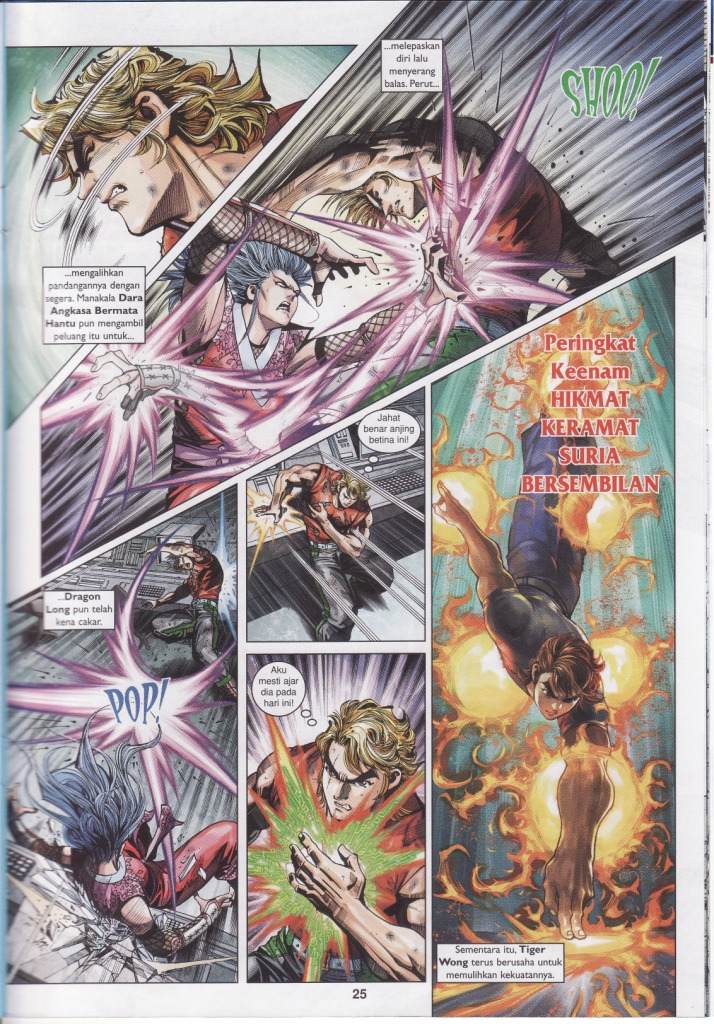 ...mengalihkan
pandangannya dengan
segera. Manakala Dara
Angkasa Bermata
Hantu pun mengambil
peluang itu untuk...
...melepaskan
diri lalu
menyerang
balas. Perut...
SHOO!
...Dragon
Long pun telah
kena cakar.
POP!
Jahat
benar anjing
betina ini!
Aku
mesti ajar
dia pada
hari ini!
Peringkat
Keenam
HIKMAT
KERAMAT
SURIA
BERSEMBILAN
Sementara itu, Tiger
Wong terus berusaha untuk
memulihkan kekuatannya.
25